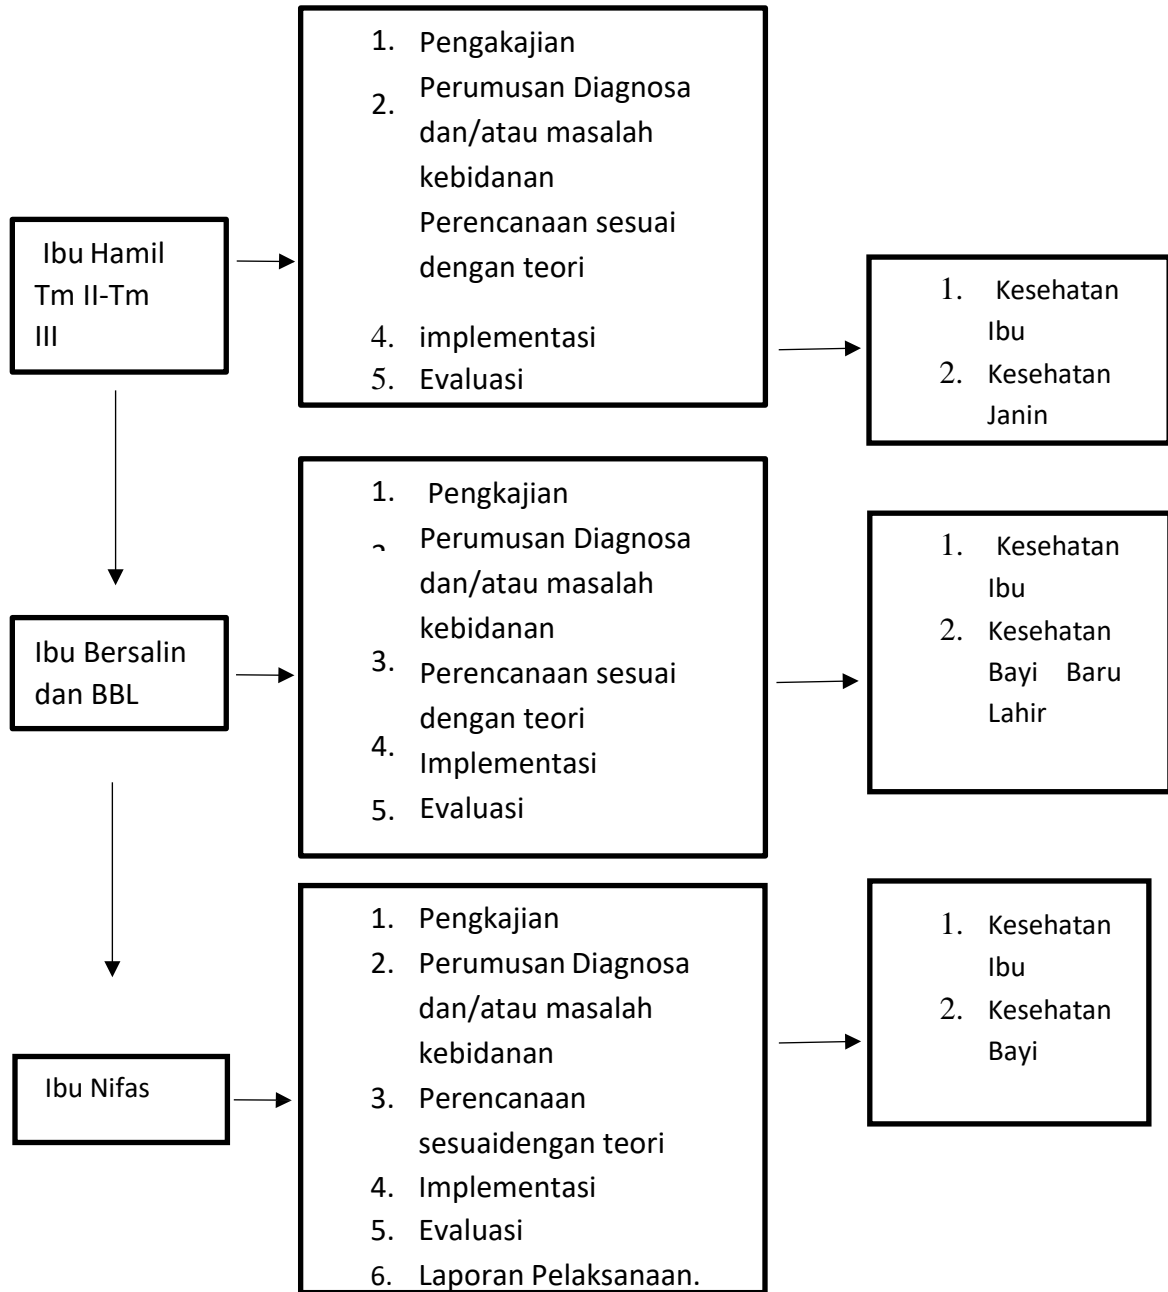 Ibu Hamil
Tm II-Tm
III
1. Pengakajian
2. Perumusan Diagnosa
dan/atau masalah
kebidanan
Perencanaan sesuai
dengan teori
4. implementasi
5. Evaluasi
1. Kesehatan
Ibu
2. Kesehatan
Janin
Ibu Bersalin
dan BBL
1. Pengkajian
Perumusan Diagnosa
dan/atau masalah
kebidanan
3. Perencanaan sesuai
dengan teori
4. Implementasi
5. Evaluasi
1. Kesehatan
Ibu
2. Kesehatan
Bayi Baru
Lahir
Ibu Nifas
1. Pengkajian
2. Perumusan Diagnosa
dan/atau masalah
kebidanan
3. Perencanaan
sesuaidengan teori
4. Implementasi
5. Evaluasi
6. Laporan Pelaksanaan.
1. Kesehatan
Ibu
2. Kesehatan
Bayi